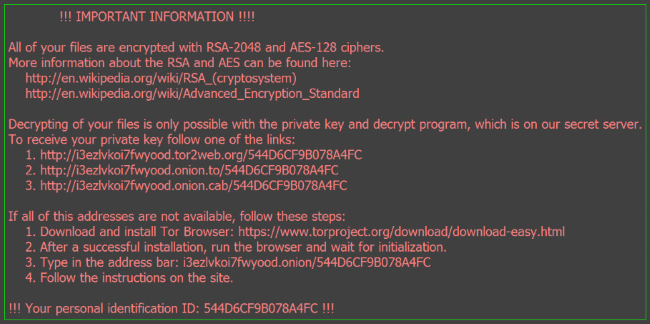 !!! IMPORTANT INFORMATION !!!!
All of your files are encrypted with RSA-2048 and AES-128 ciphers.
More information about the RSA and AES can be found here:
http://en.wikipedia.org/wiki/RSA_(cryptosystem)
http://en.wikipedia.org/wiki/Advanced_Encryption_Standard
Decrypting of your files is only possible with the private key and decrypt program, which is on our secret server.
To receive your private key follow one of the links:
1. http://i3ezlvkoi7fwyood.tor2web.org/544D6CF9B078A4FC
2. http://i3ezlvkoi7fwyood.onion.to/544D6CF9B078A4FC
3. http://i3ezlvkoi7fwyood.onion.cab/544D6CF9B078A4FC
If all of this addresses are not available, follow these steps:
1. Download and install Tor Browser: https://www.torproject.org/download/download-easy.html
2. After a successful installation, run the browser and wait for initialization.
3. Type in the address bar: i3ezlvkoi7fwyood.onion/544D6CF9B078A4FC
4. Follow the instructions on the site.
!!! Your personal identification ID: 544D6CF9B078A4FC !!!